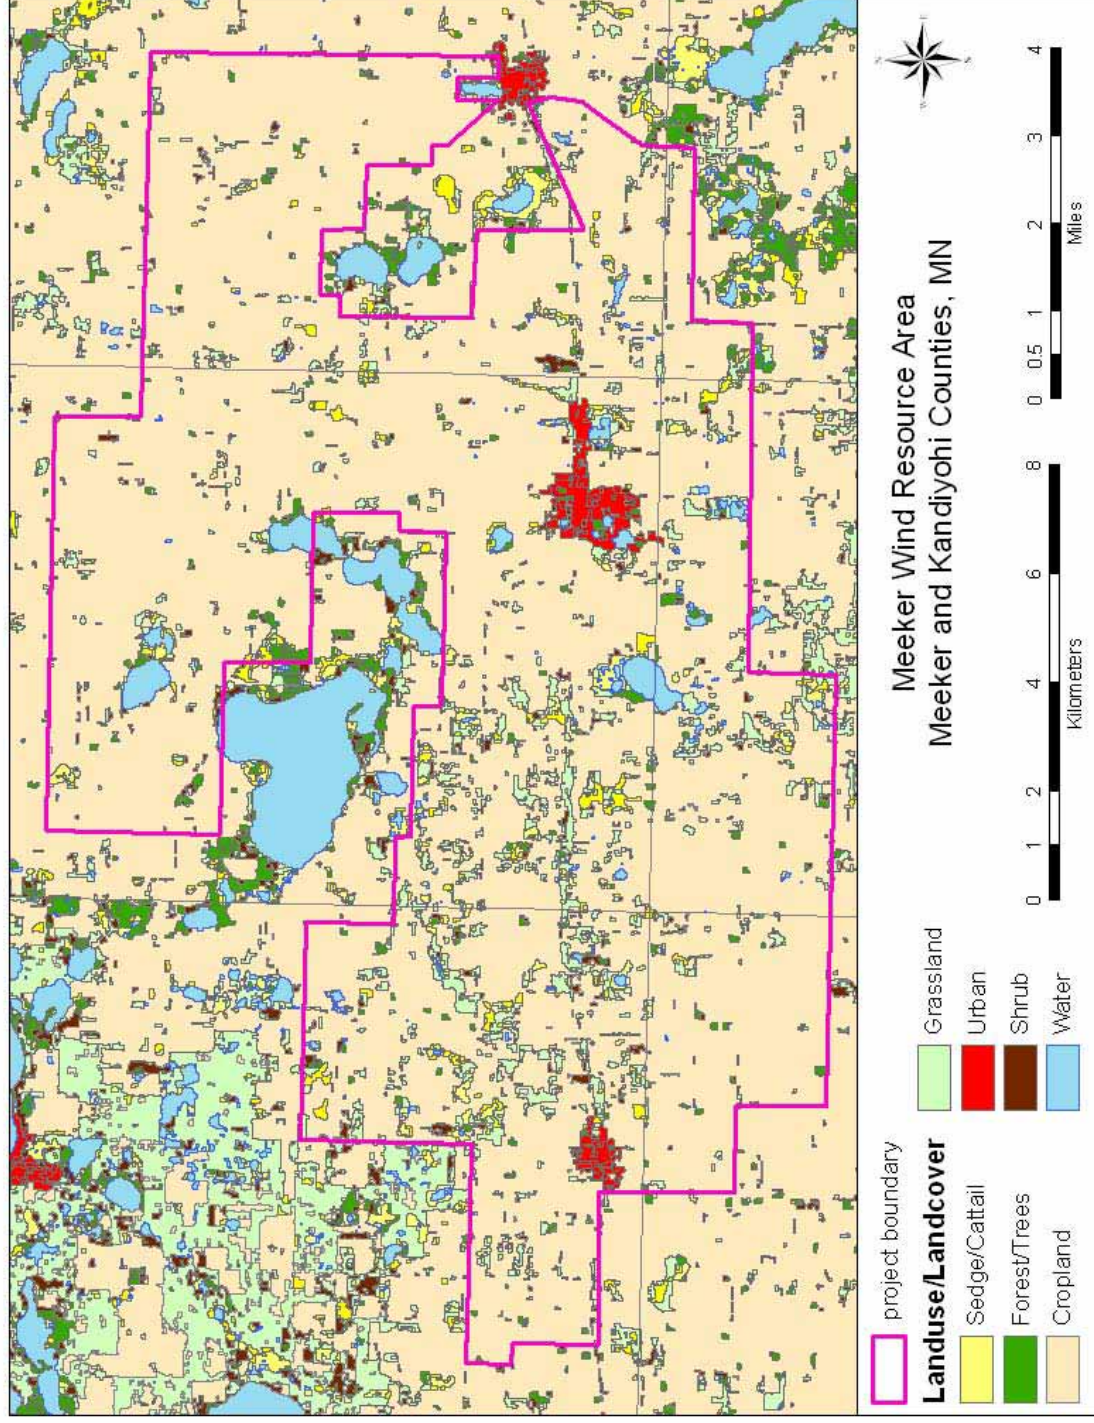 Meeker Wind Resource Area
Meeker and Kandiyohi Counties, MN
project boundary
Landuse/Landcover
Sedge/Cattail
Forest/Trees
Cropland
Grassland
Urban
Shrub
Water
0 1 2 4 6 8
Kilometers
0 0.5 1 2 3 4
Miles